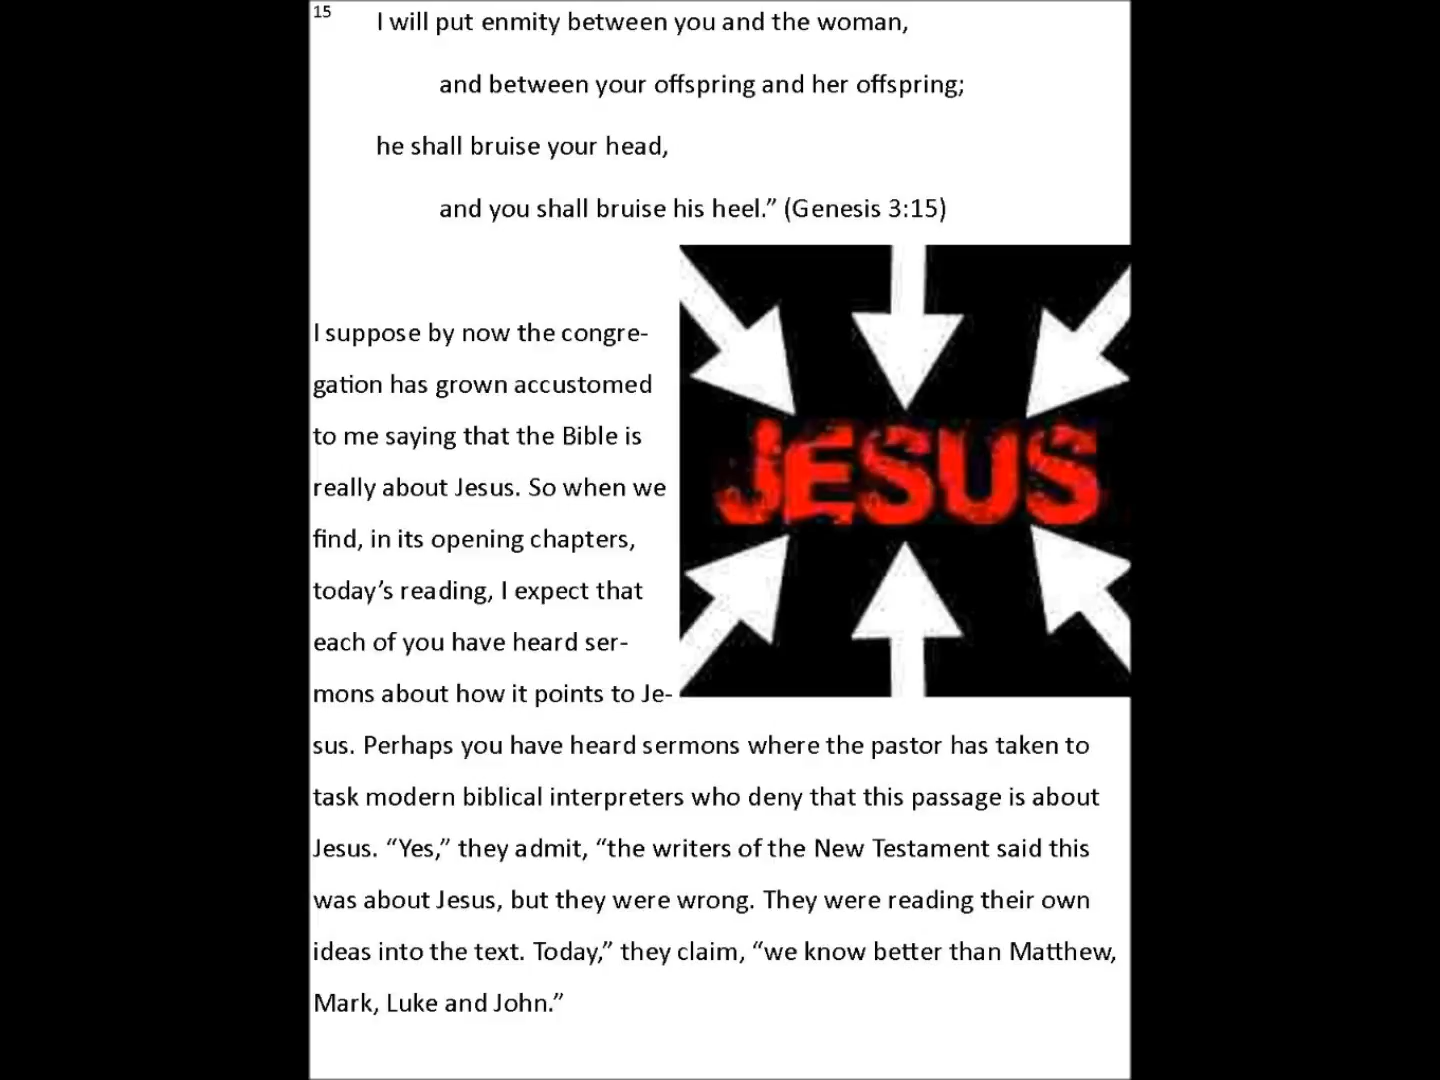 15 I will put enmity between you and the woman,
and between your offspring and her offspring;
he shall bruise your head,
and you shall bruise his heel.” (Genesis 3:15)
I suppose by now the congre-
gation has grown accustomed
to me saying that the Bible is
really about Jesus. So when we
find, in its opening chapters,
today’s reading, I expect that
each of you have heard ser-
mons about how it points to Je-
sus. Perhaps you have heard sermons where the pastor has taken to
task modern biblical interpreters who deny that this passage is about
Jesus. “Yes,” they admit, “the writers of the New Testament said this
was about Jesus, but they were wrong. They were reading their own
ideas into the text. Today,” they claim, “we know better than Matthew,
Mark, Luke and John.”
JESUS